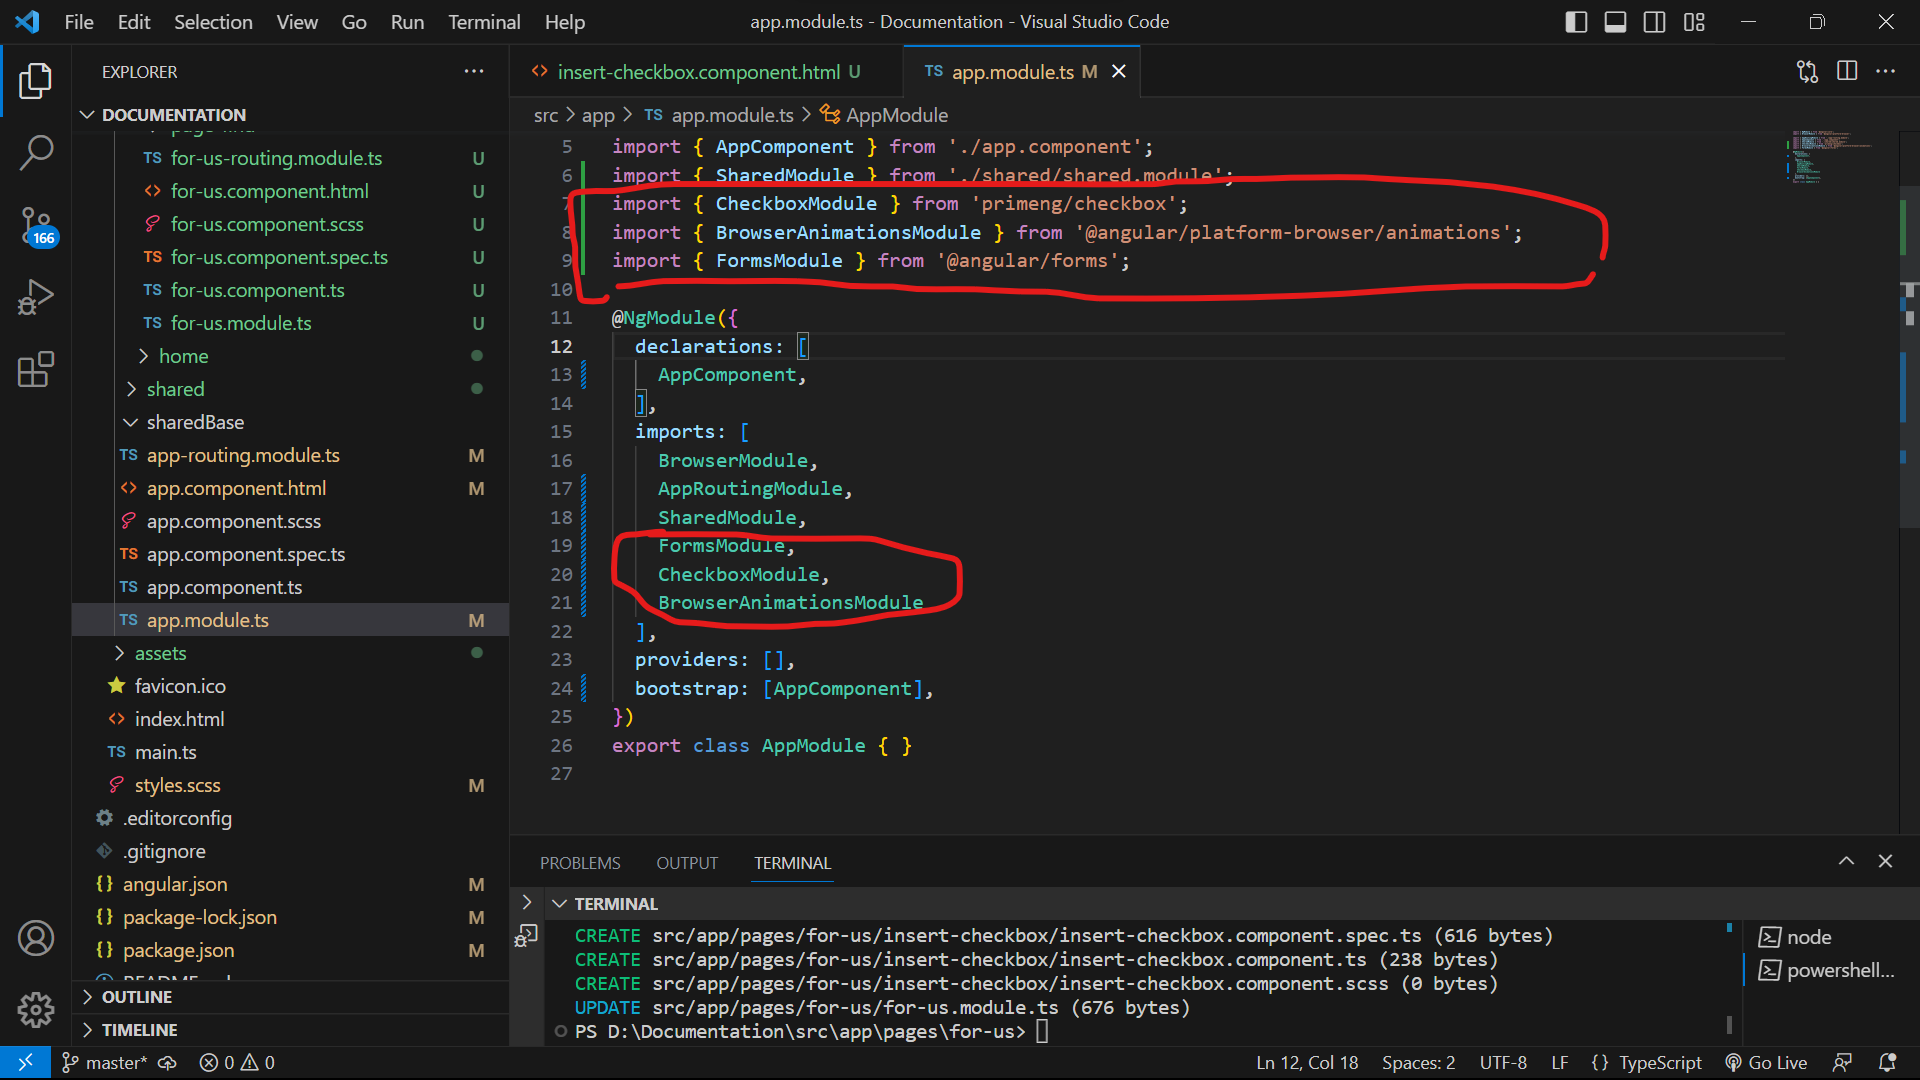 File Edit Selection View Go Run Terminal Help
app.module.ts - Documentation - Visual Studio Code
EXPLORER
DOCUMENTATION
for-us-routing.module.ts U
for-us.component.html U
for-us.component.scss U
for-us.component.spec.ts U
for-us.component.ts U
for-us.module.ts U
home
shared
sharedBase
app-routing.module.ts M
app.component.html M
app.component.scss
app.component.spec.ts
app.component.ts
app.module.ts M
assets
favicon.ico
index.html
main.ts
styles.scss M
.editorconfig
.gitignore
angular.json M
package-lock.json M
package.json M
OUTLINE
TIMELINE
166
insert-checkbox.component.html U
TS app.module.ts M
src > app > TS app.module.ts > AppModule
5 import { AppComponent } from './app.component';
6 import { SharedModule } from './shared/shared.module';
7 import { CheckboxModule } from 'primeng/checkbox';
8 import { BrowserAnimationsModule } from '@angular/platform-browser/animations';
9 import { FormsModule } from '@angular/forms';
10
11 @NgModule({
12 declarations: [
13 AppComponent,
14 ],
15 imports: [
16 BrowserModule,
17 AppRoutingModule,
18 SharedModule,
19 FormsModule,
20 CheckboxModule,
21 BrowserAnimationsModule
22 ],
23 providers: [],
24 bootstrap: [AppComponent],
25 })
26 export class AppModule { }
27
PROBLEMS OUTPUT TERMINAL
TERMINAL
CREATE src/app/pages/for-us/insert-checkbox/insert-checkbox.component.spec.ts (616 bytes)
CREATE src/app/pages/for-us/insert-checkbox/insert-checkbox.component.ts (238 bytes)
CREATE src/app/pages/for-us/insert-checkbox/insert-checkbox.component.scss (0 bytes)
UPDATE src/app/pages/for-us/for-us.module.ts (676 bytes)
PS D:\Documentation\src\app\pages\for-us>
node
powershell...
master* 0 0 Ln 12, Col 18 Spaces: 2 UTF-8 LF {} TypeScript Go Live